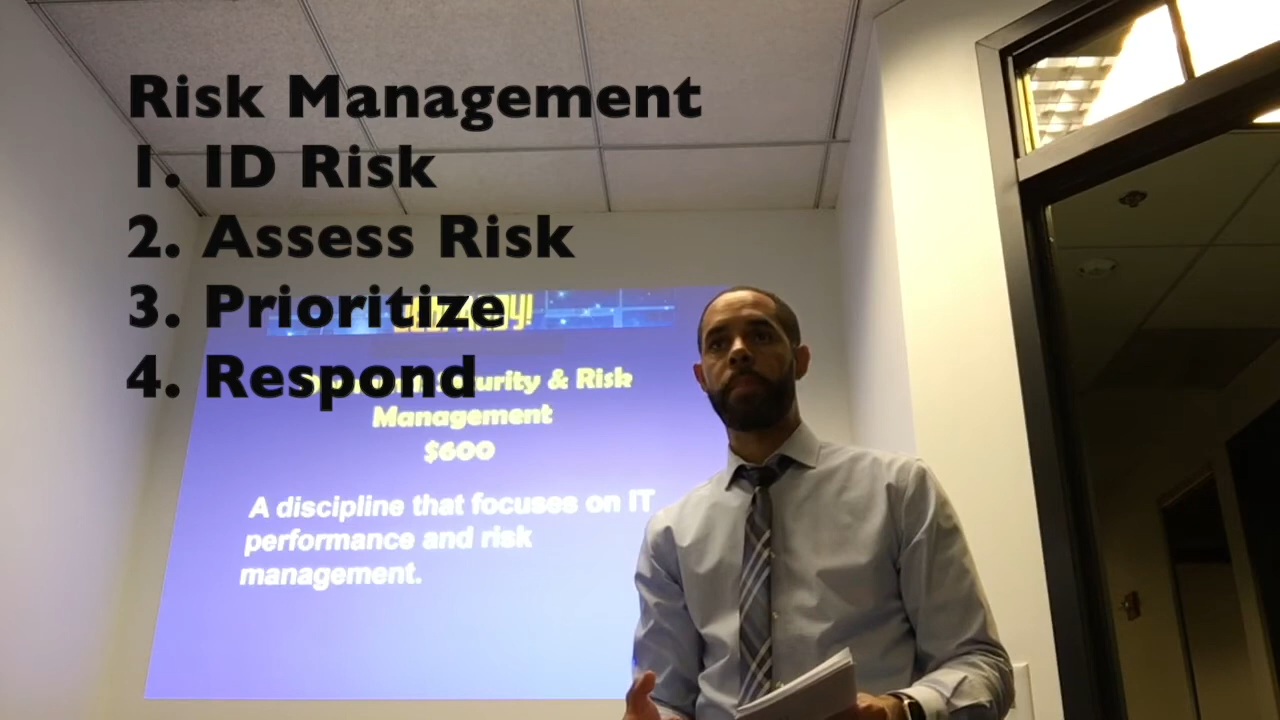 Risk Management
1. ID Risk
2. Assess Risk
3. Prioritize
4. Respond
& Risk
Management
$600
A discipline that focuses on IT
performance and risk
management.